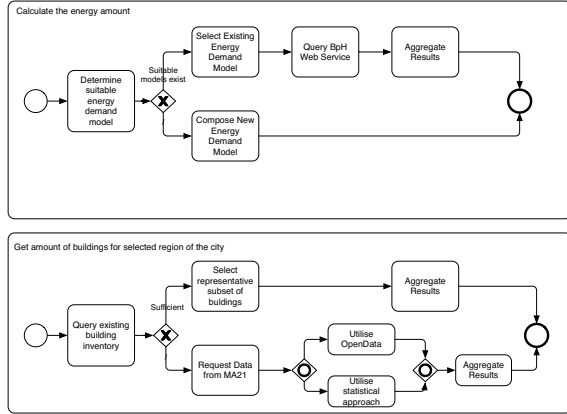 Calculate the energy amount
Select Existing
Energy
Demand
Model
Query BpH
Web Service
Aggregate
Results
Suitable
models exist
Determine
suitable
energy
demand
model
Compose New
Energy
Demand
Model
Get amount of buildings for selected region of the city
Select
representative
subset of
buldings
Aggregate
Results
Sufficient
Query existing
building
inventory
Utilise
OpenData
Request Data
from MA21
Aggregate
Results
Utilise
statistical
approach